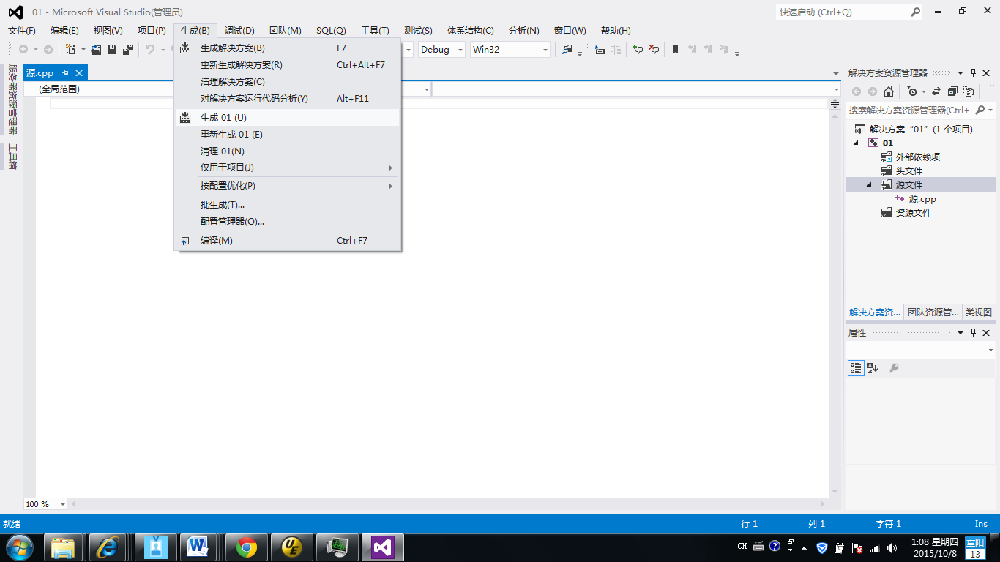 01 - Microsoft Visual Studio(管理员)
快速启动 (Ctrl+Q)
文件(F) 编辑(E) 视图(V) 项目(P) 生成(B) 调试(D) 团队(M) SQL(Q) 工具(T) 测试(S) 体系结构(C) 分析(N) 窗口(W) 帮助(H)
Debug Win32
生成解决方案(B) F7
重新生成解决方案(R) Ctrl+Alt+F7
清理解决方案(C)
对解决方案运行代码分析(Y) Alt+F11
生成 01 (U)
重新生成 01 (E)
清理 01(N)
仅用于项目(J)
按配置优化(P)
批生成(T)...
配置管理器(O)...
编译(M) Ctrl+F7
服务器资源管理器
工具箱
源.cpp
(全局范围)
解决方案资源管理器
搜索解决方案资源管理器(Ctrl+
解决方案“01”(1 个项目)
01
外部依赖项
头文件
源文件
源.cpp
资源文件
解决方案资... 团队资源管... 类视图
属性
100 %
就绪 行 1 列 1 字符 1 Ins
CH 1:08 星期四 重阳
2015/10/8 13